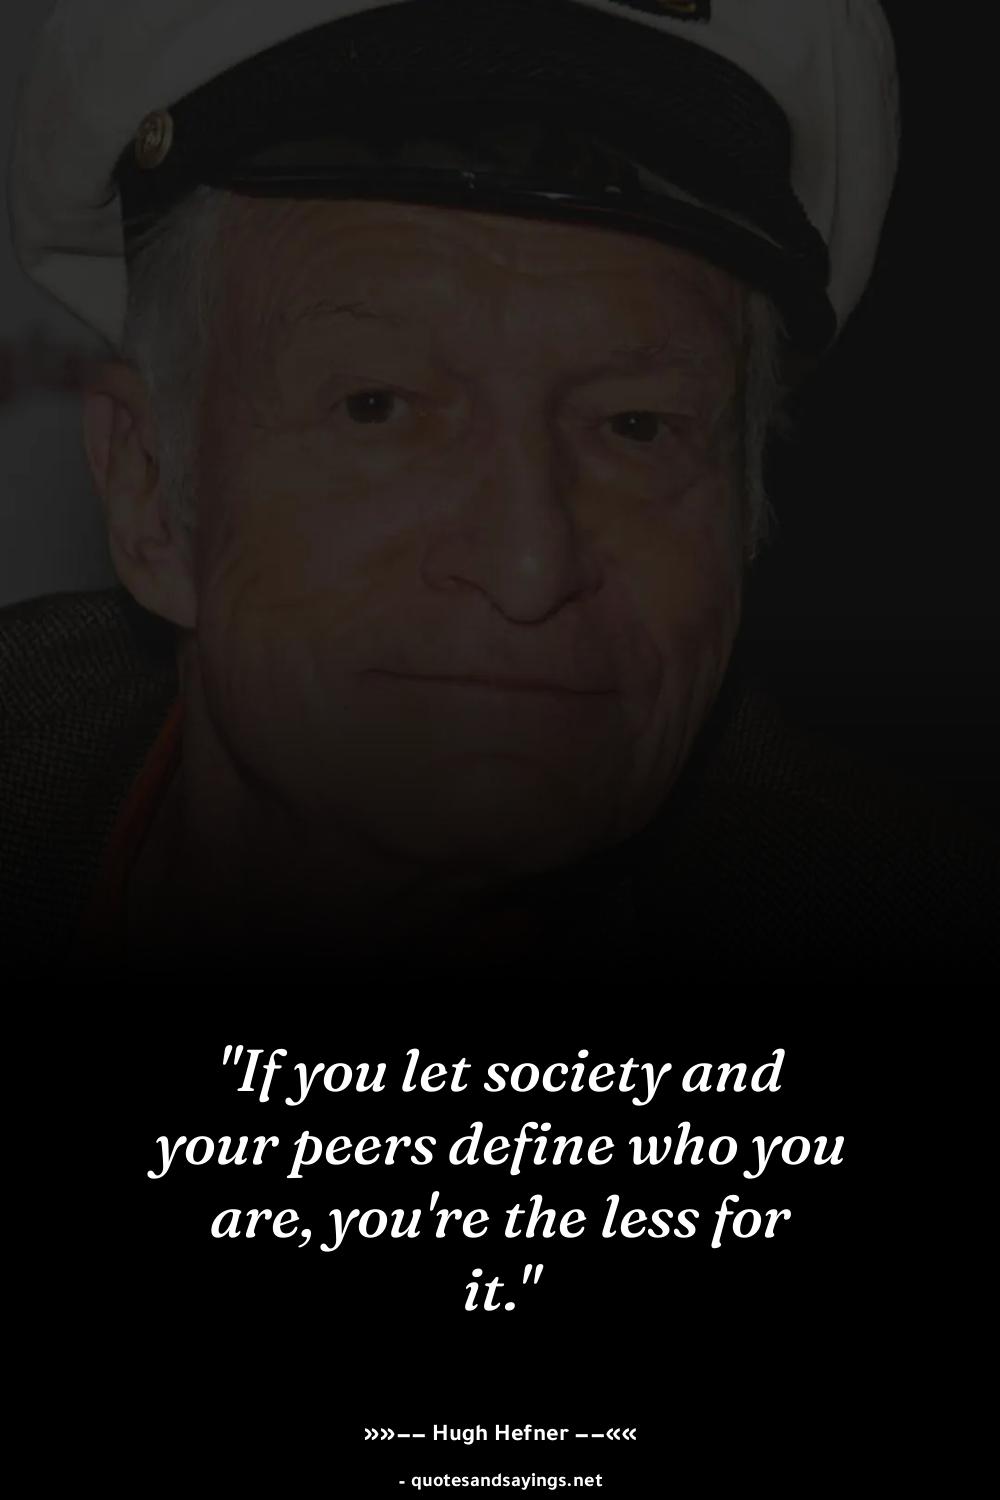 "If you let society and
your peers define who you
are, you're the less for
it."
»»-- Hugh Hefner --««
- quotesandsayings.net